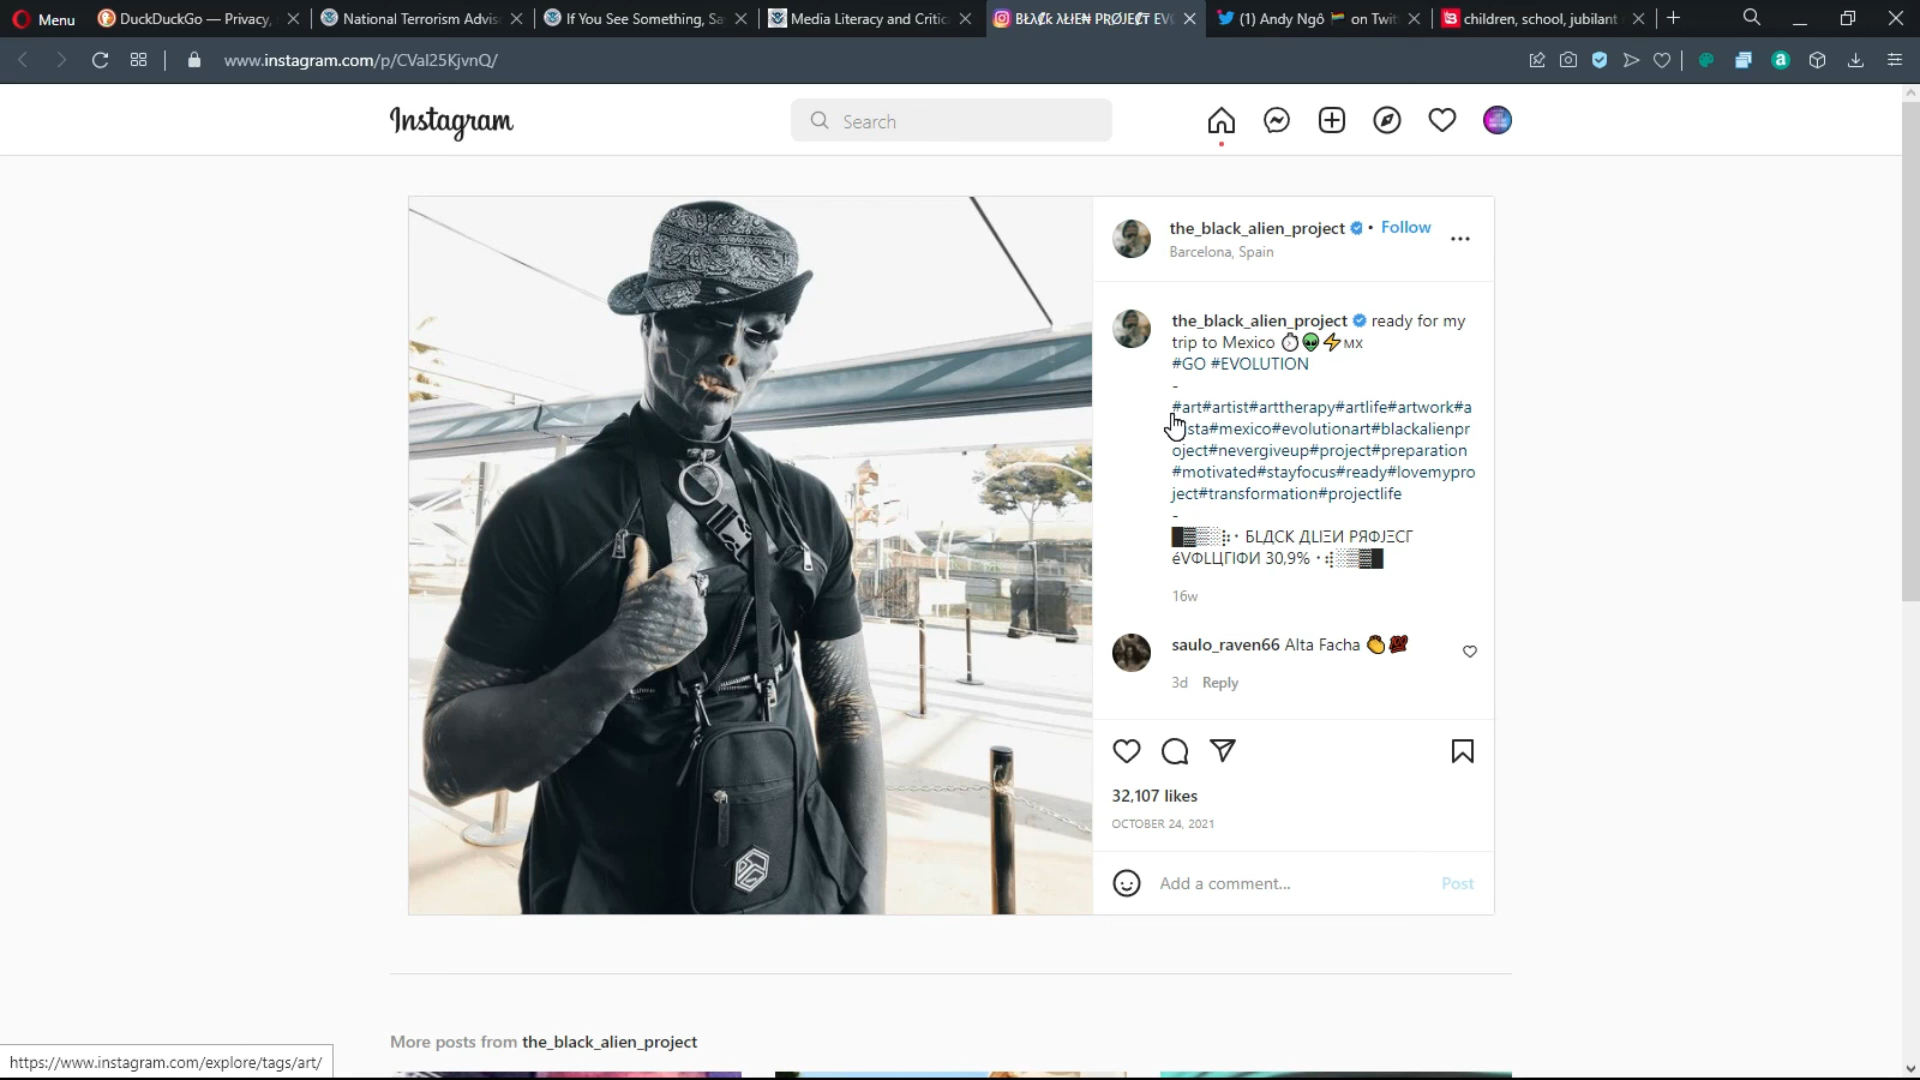 Menu
DuckDuckGo — Privacy,
National Terrorism Advis
If You See Something, Sa
Media Literacy and Critic
(1) Andy Ngô 🏳️‍🌈 on Twit
children, school, jubilant
www.instagram.com/p/CVal25KjvnQ/
Instagram
Search
the_black_alien_project • Follow
Barcelona, Spain
the_black_alien_project ready for my
trip to Mexico ⏱👽⚡MX
#GO #EVOLUTION
-
#art#artist#arttherapy#artlife#artwork#a
sta#mexico#evolutionart#blackalienpr
oject#nevergiveup#project#preparation
#motivated#stayfocus#ready#lovemypro
ject#transformation#projectlife
-
█▓▒░⡷⠂БLДCK ДLIΞИ PЯΦJΞCГ
éVΦLЦГIФИ 30,9%⠐⢾░▒▓█
16w
saulo_raven66 Alta Facha 👏💯
3d Reply
32,107 likes
OCTOBER 24, 2021
Add a comment... Post
More posts from the_black_alien_project
https://www.instagram.com/explore/tags/art/